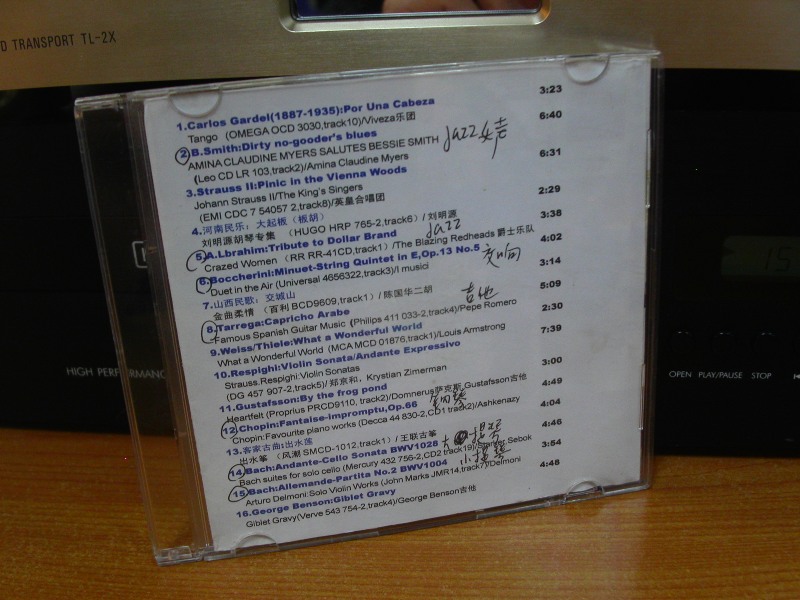 D TRANSPORT TL-2X
1.Carlos Gardel(1887-1935):Por Una Cabeza 3:23
Tango (OMEGA OCD 3030,track10)/Viveza乐团
2.B.Smith:Dirty no-gooder's blues 6:40
AMINA CLAUDINE MYERS SALUTES BESSIE SMITH Jazz女声
(Leo CD LR 103,track2)/Amina Claudine Myers
3.Strauss II:Pinic in the Vienna Woods 6:31
Johann Strauss II/The King's Singers
(EMI CDC 7 54057 2,track8)/英皇合唱团 2:29
4.河南民乐：大起板（板胡）
刘明源胡琴专集 (HUGO HRP 765-2,track6) / 刘明源 3:38
5.A.Lbrahim:Tribute to Dollar Brand Jazz
Crazed Women (RR RR-41CD,track1) /The Blazing Redheads 爵士乐队 4:02
6.Boccherini:Minuet-String Quintet in E,Op.13 No.5 交响
Duet in the Air (Universal 4656322,track3)/I musici 3:14
7.山西民歌：交城山
金曲柔情 (百利BCD9609,track1) / 陈国华二胡 5:09
8.Tarrega:Capricho Arabe 吉他
Famous Spanish Guitar Music (Philips 411 033-2,track4)/Pepe Romero 2:30
9.Weiss/Thiele:What a Wonderful World
What a Wonderful World (MCA MCD 01876,track1)/Louis Armstrong 7:39
10.Respighi:Violin Sonata/Andante Expressivo
Strauss.Respighi:Violin Sonatas
(DG 457 907-2,track5) / 郑京和，Krystian Zimerman 3:00
11.Gustafsson:By the frog pond
Heartfelt (Proprius PRCD9110, track2)/Domnerus萨克斯,Gustafsson吉他 4:49
12.Chopin:Fantaise-impromptu,Op.66 钢琴
Chopin:Favourite piano works (Decca 44 830-2,CD1 track2)/Ashkenazy 4:04
13.客家古曲:出水莲
出水筝 (风潮 SMCD-1012,track1) / 王联古筝 4:46
14.Bach:Andante-Cello Sonata BWV1028 大提琴
Bach suites for solo cello (Mercury 432 756-2,CD2 track19)/Starker Sebok 3:54
15.Bach:Allemande-Partita No.2 BWV1004 小提琴
Arturo Delmoni:Solo Violin Works (John Marks JMR14,track7)/Delmoni 4:48
16.George Benson:Giblet Gravy
Giblet Gravy(Verve 543 754-2,track4)/George Benson吉他
HIGH PERFORMANC
OPEN PLAY/PAUSE STOP